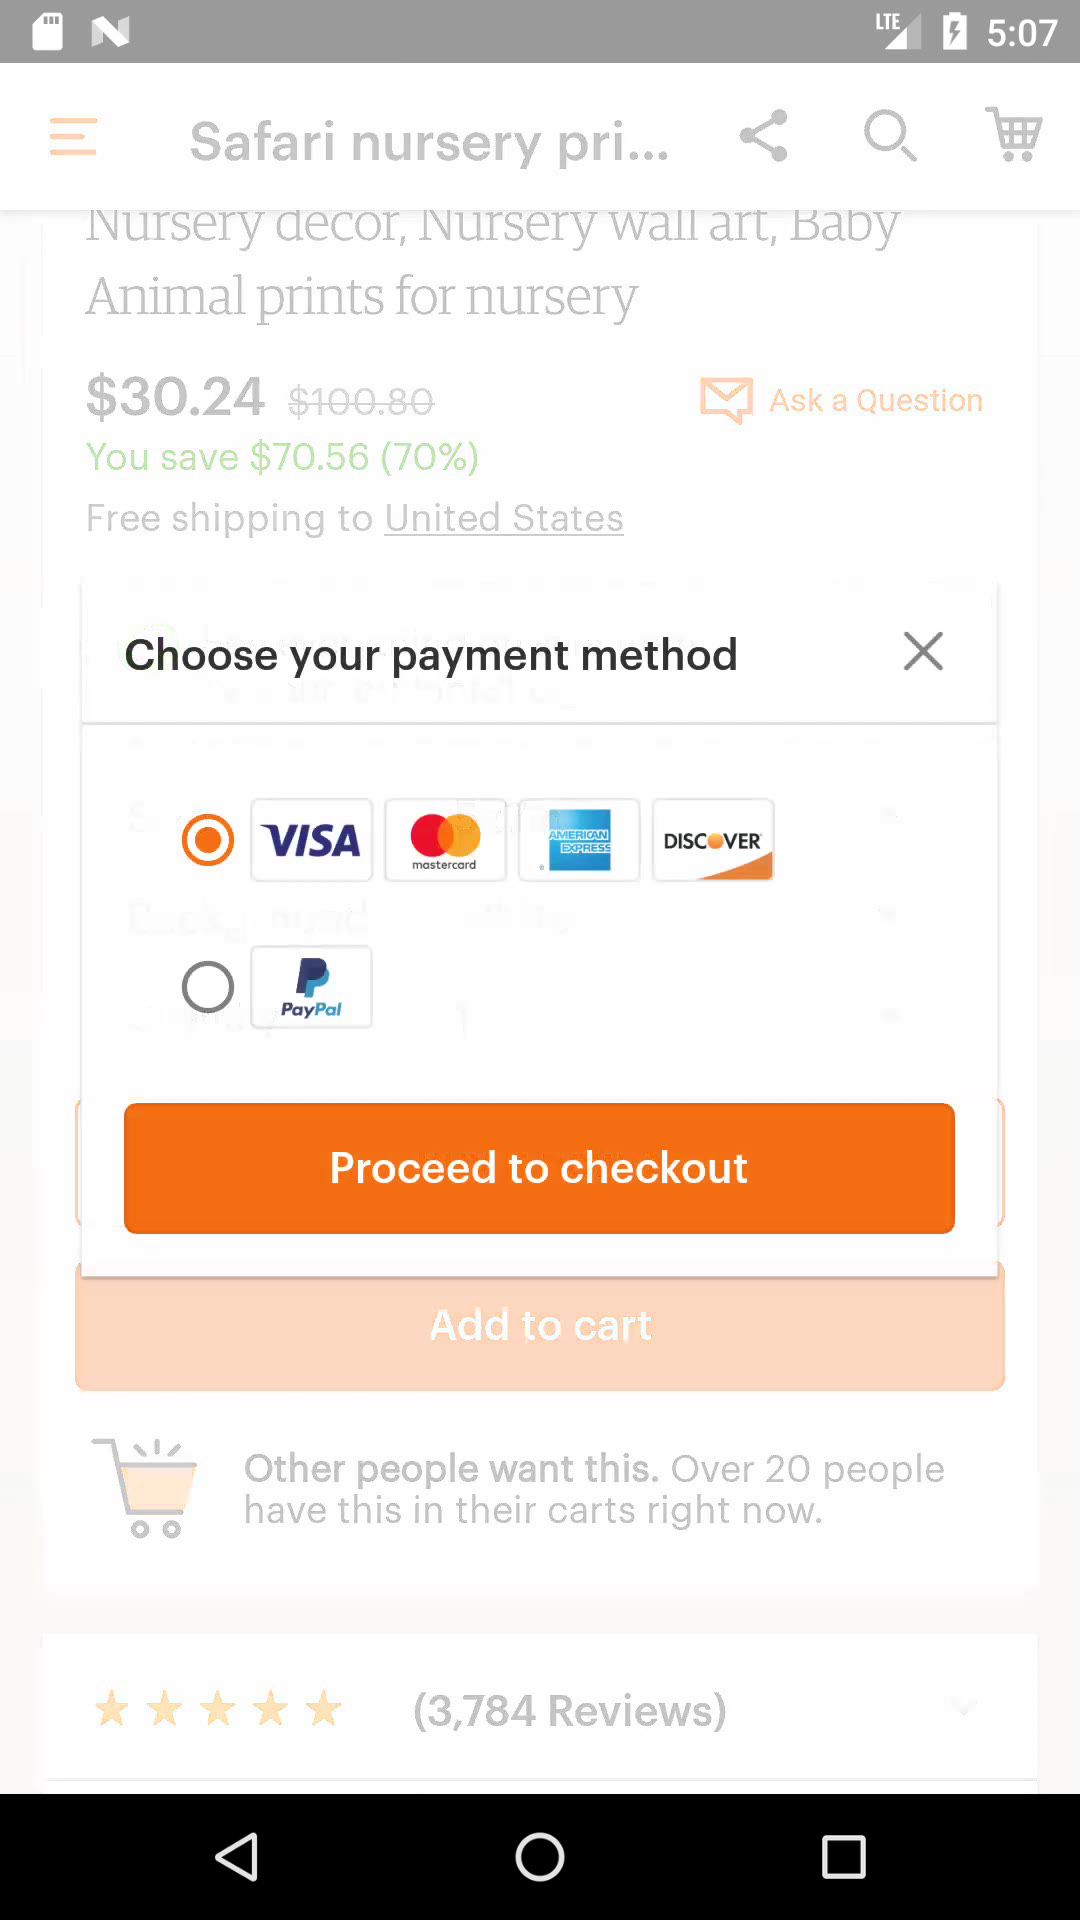 LTE 5:07
Safari nursery pri...
Nursery decor, Nursery wall art, Baby
Animal prints for nursery
$30.24 $100.80
Ask a Question
You save $70.56 (70%)
Free shipping to United States
Choose your payment method
VISA
mastercard
AMERICAN
EXPRESS
DISCOVER
PayPal
Proceed to checkout
Add to cart
Other people want this. Over 20 people
have this in their carts right now.
(3,784 Reviews)